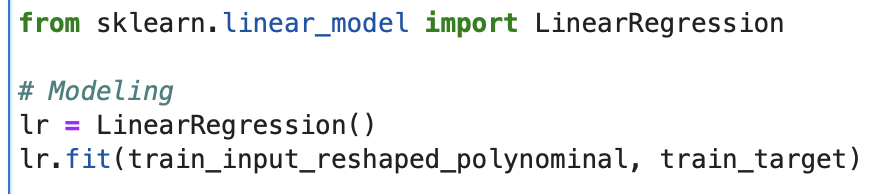 from sklearn.linear_model import LinearRegression
# Modeling
lr = LinearRegression()
lr.fit(train_input_reshaped_polynominal, train_target)